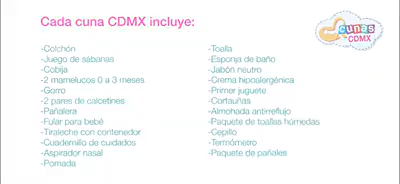 Cada cuna CDMX incluye:
cunas
CDMX
-Colchón
-Juego de sábanas
-Cobija
-2 mamelucos 0 a 3 meses
-Gorro
-2 pares de calcetines
-Pañalera
-Fular para bebé
-Tiraleche con contenedor
-Cuadernillo de cuidados
-Aspirador nasal
-Pomada
-Toalla
-Esponja de baño
-Jabón neutro
-Crema hipoalergénica
-Primer juguete
-Cortauñas
-Almohada antirreflujo
-Paquete de toallas húmedas
-Cepillo
-Termómetro
-Paquete de pañales